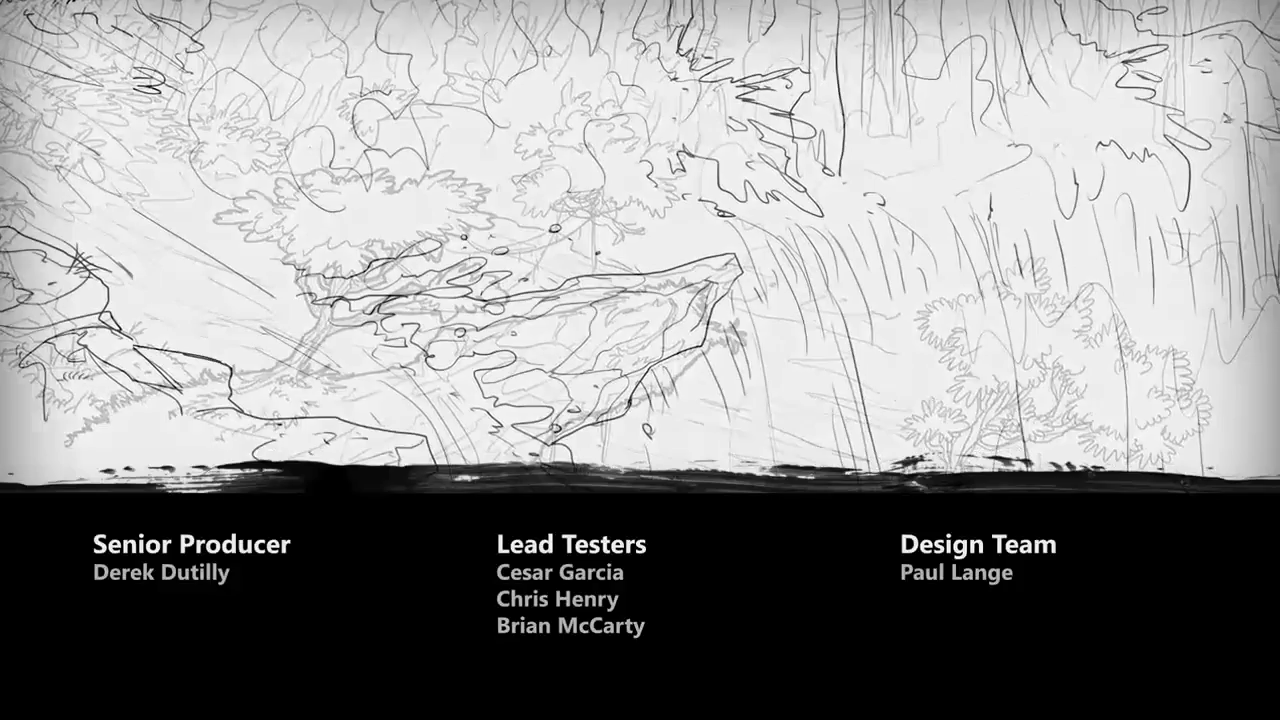 Senior Producer
Derek Dutilly
Lead Testers
Cesar Garcia
Chris Henry
Brian McCarty
Design Team
Paul Lange